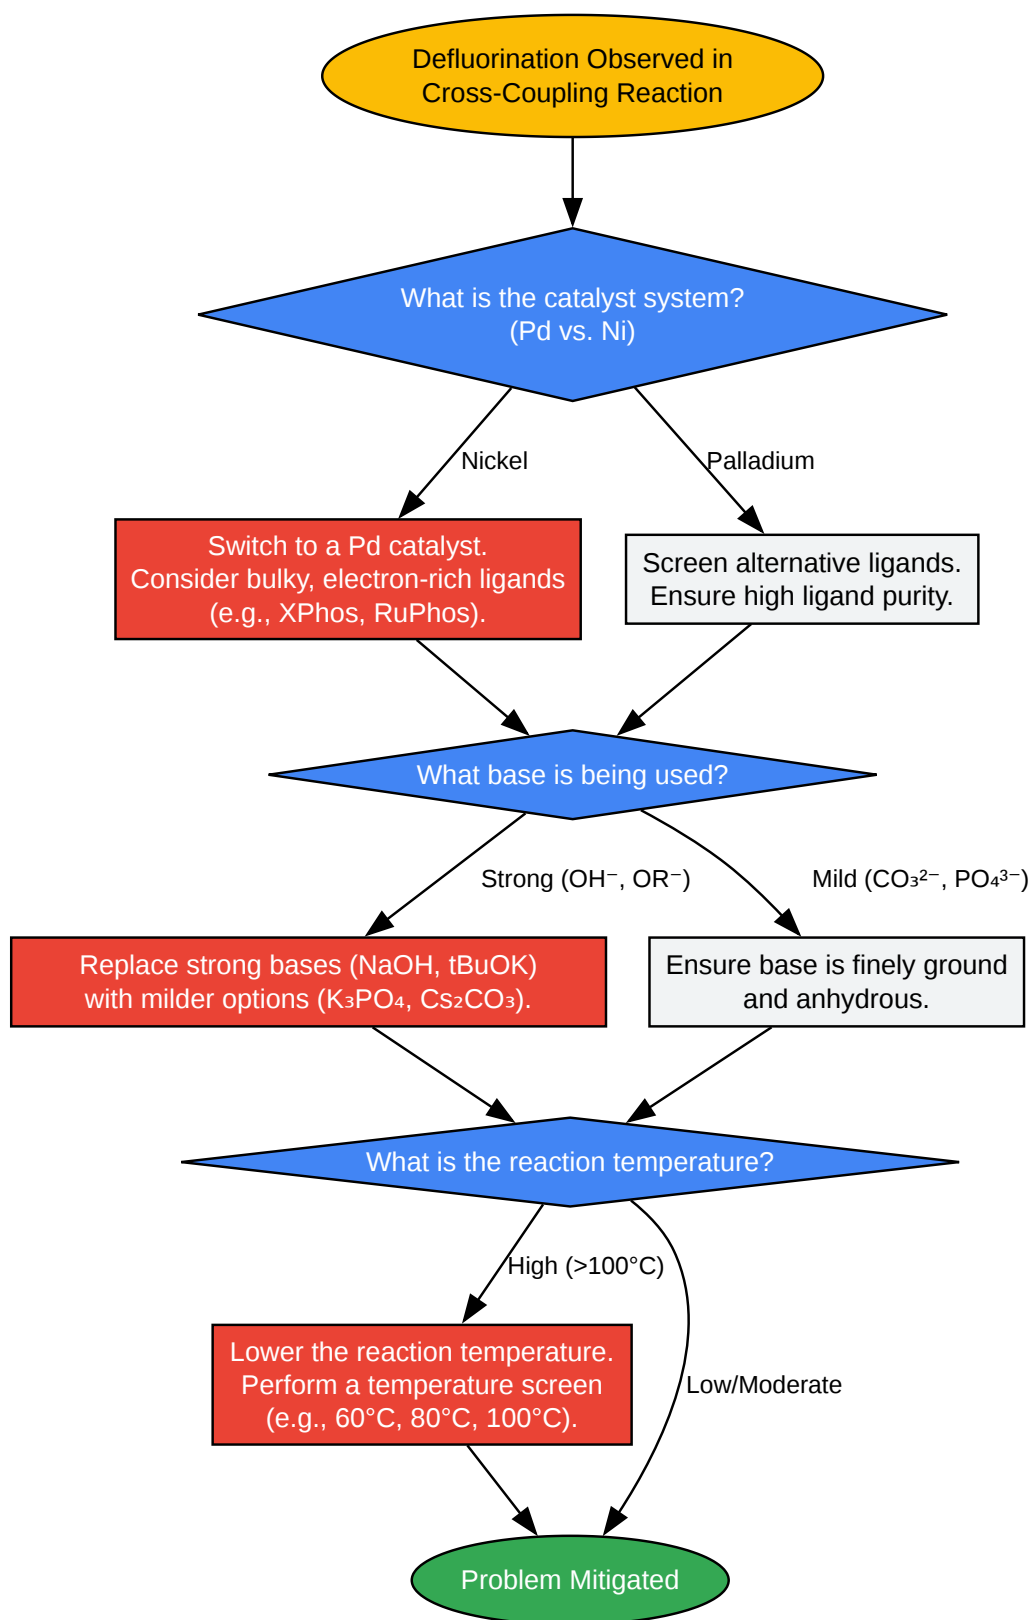 Defluorination Observed in
Cross-Coupling Reaction
What is the catalyst system?
(Pd vs. Ni)
Nickel
Palladium
Switch to a Pd catalyst.
Consider bulky, electron-rich ligands
(e.g., XPhos, RuPhos).
Screen alternative ligands.
Ensure high ligand purity.
What base is being used?
Strong (OH⁻, OR⁻)
Mild (CO₃²⁻, PO₄³⁻)
Replace strong bases (NaOH, tBuOK)
with milder options (K₃PO₄, Cs₂CO₃).
Ensure base is finely ground
and anhydrous.
What is the reaction temperature?
High (>100°C)
Lower the reaction temperature.
Perform a temperature screen
(e.g., 60°C, 80°C, 100°C).
Low/Moderate
Problem Mitigated